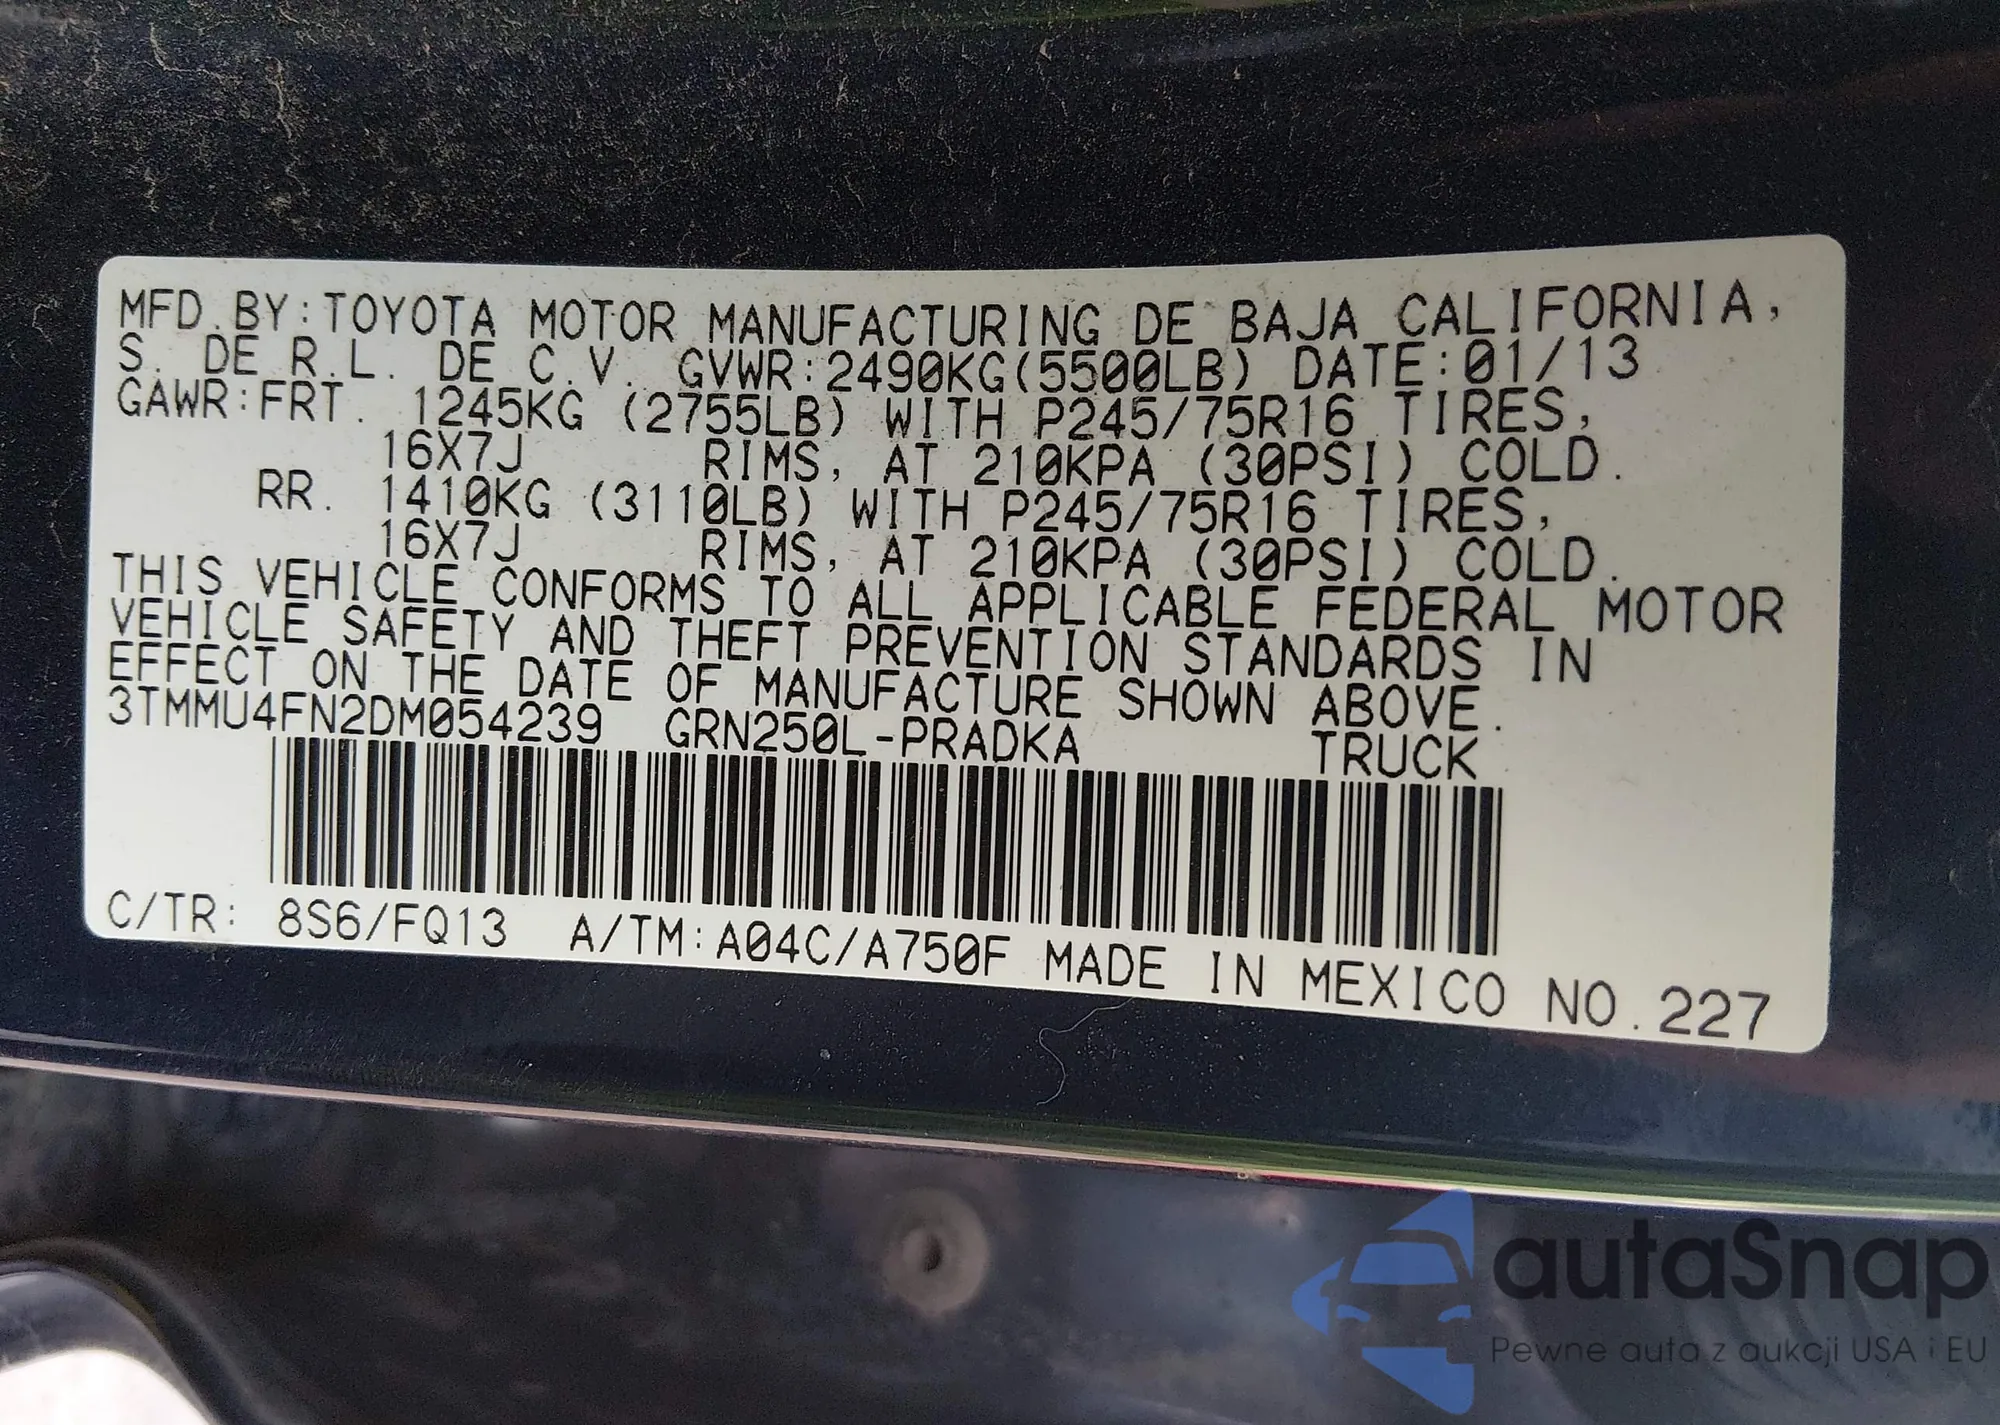 MFD.BY:TOYOTA MOTOR MANUFACTURING DE BAJA CALIFORNIA,
S. DE R.L. DE C.V. GVWR:2490KG(5500LB) DATE:01/13
GAWR:FRT. 1245KG (2755LB) WITH P245/75R16 TIRES,
16X7J RIMS, AT 210KPA (30PSI) COLD.
RR. 1410KG (3110LB) WITH P245/75R16 TIRES,
16X7J RIMS, AT 210KPA (30PSI) COLD.
THIS VEHICLE CONFORMS TO ALL APPLICABLE FEDERAL MOTOR
VEHICLE SAFETY AND THEFT PREVENTION STANDARDS IN
EFFECT ON THE DATE OF MANUFACTURE SHOWN ABOVE.
3TMMU4FN2DM054239 GRN250L-PRADKA TRUCK
C/TR: 8S6/FQ13 A/TM:A04C/A750F MADE IN MEXICO NO.227
autaSnap
Pewne auta z aukcji USA i EU